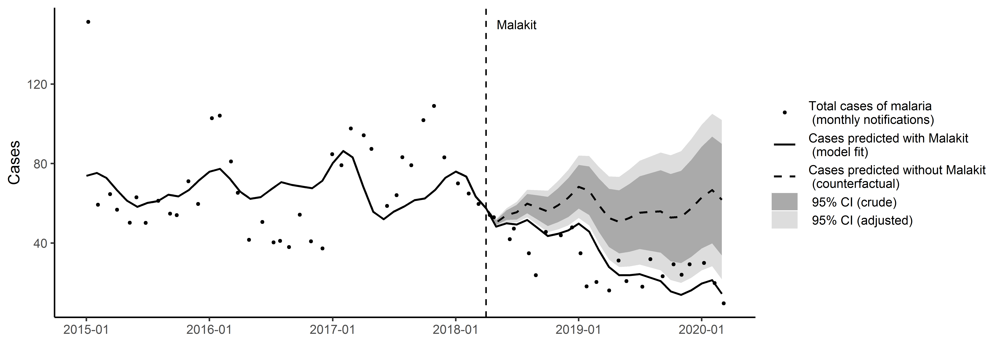 Malakit
120
80
40
Cases
2015-01
2016-01
2017-01
2018-01
2019-01
2020-01
Total cases of malaria
(monthly notifications)
Cases predicted with Malakit
(model fit)
Cases predicted without Malakit
(counterfactual)
95% CI (crude)
95% CI (adjusted)